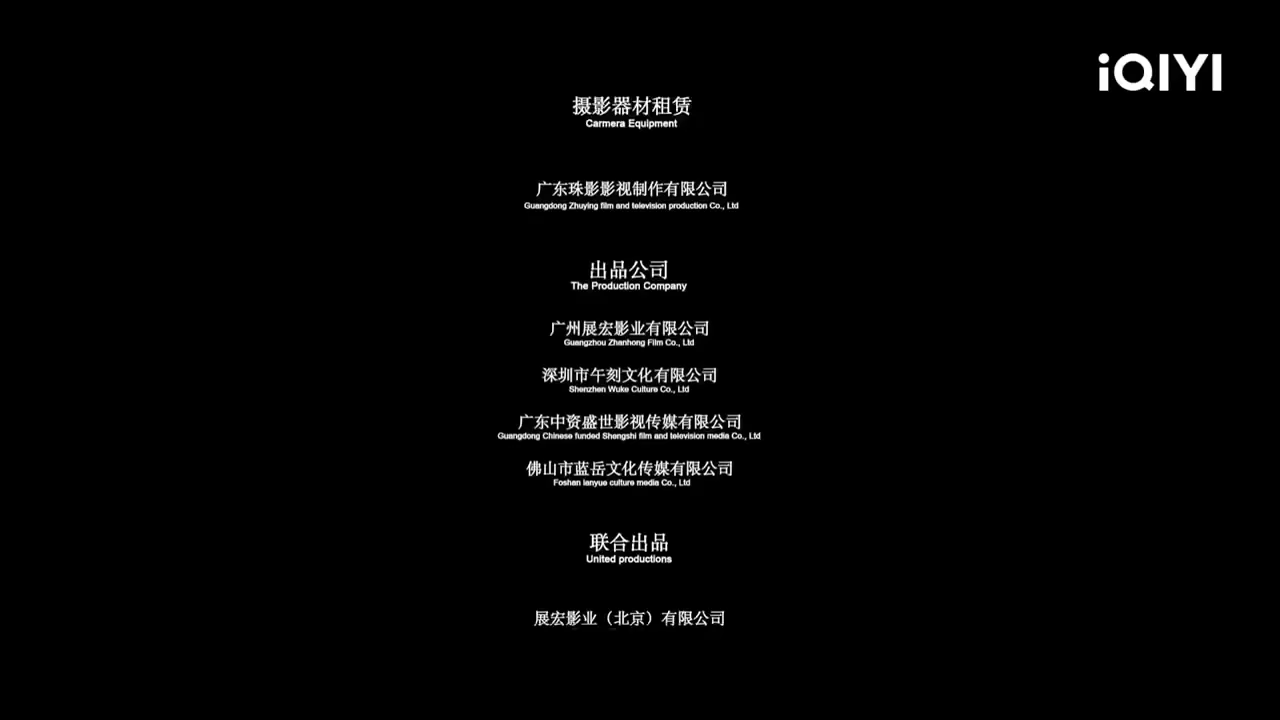 iQIYI
摄影器材租赁
Carmera Equipment
广东珠影影视制作有限公司
Guangdong Zhuying film and television production Co., Ltd
出品公司
The Production Company
广州展宏影业有限公司
Guangzhou Zhanhong Film Co., Ltd
深圳市午刻文化有限公司
Shenzhen Wuke Culture Co., Ltd
广东中资盛世影视传媒有限公司
Guangdong Chinese funded Shengshi film and television media Co., Ltd
佛山市蓝岳文化传媒有限公司
Foshan lanyue culture media Co., Ltd
联合出品
United productions
展宏影业（北京）有限公司